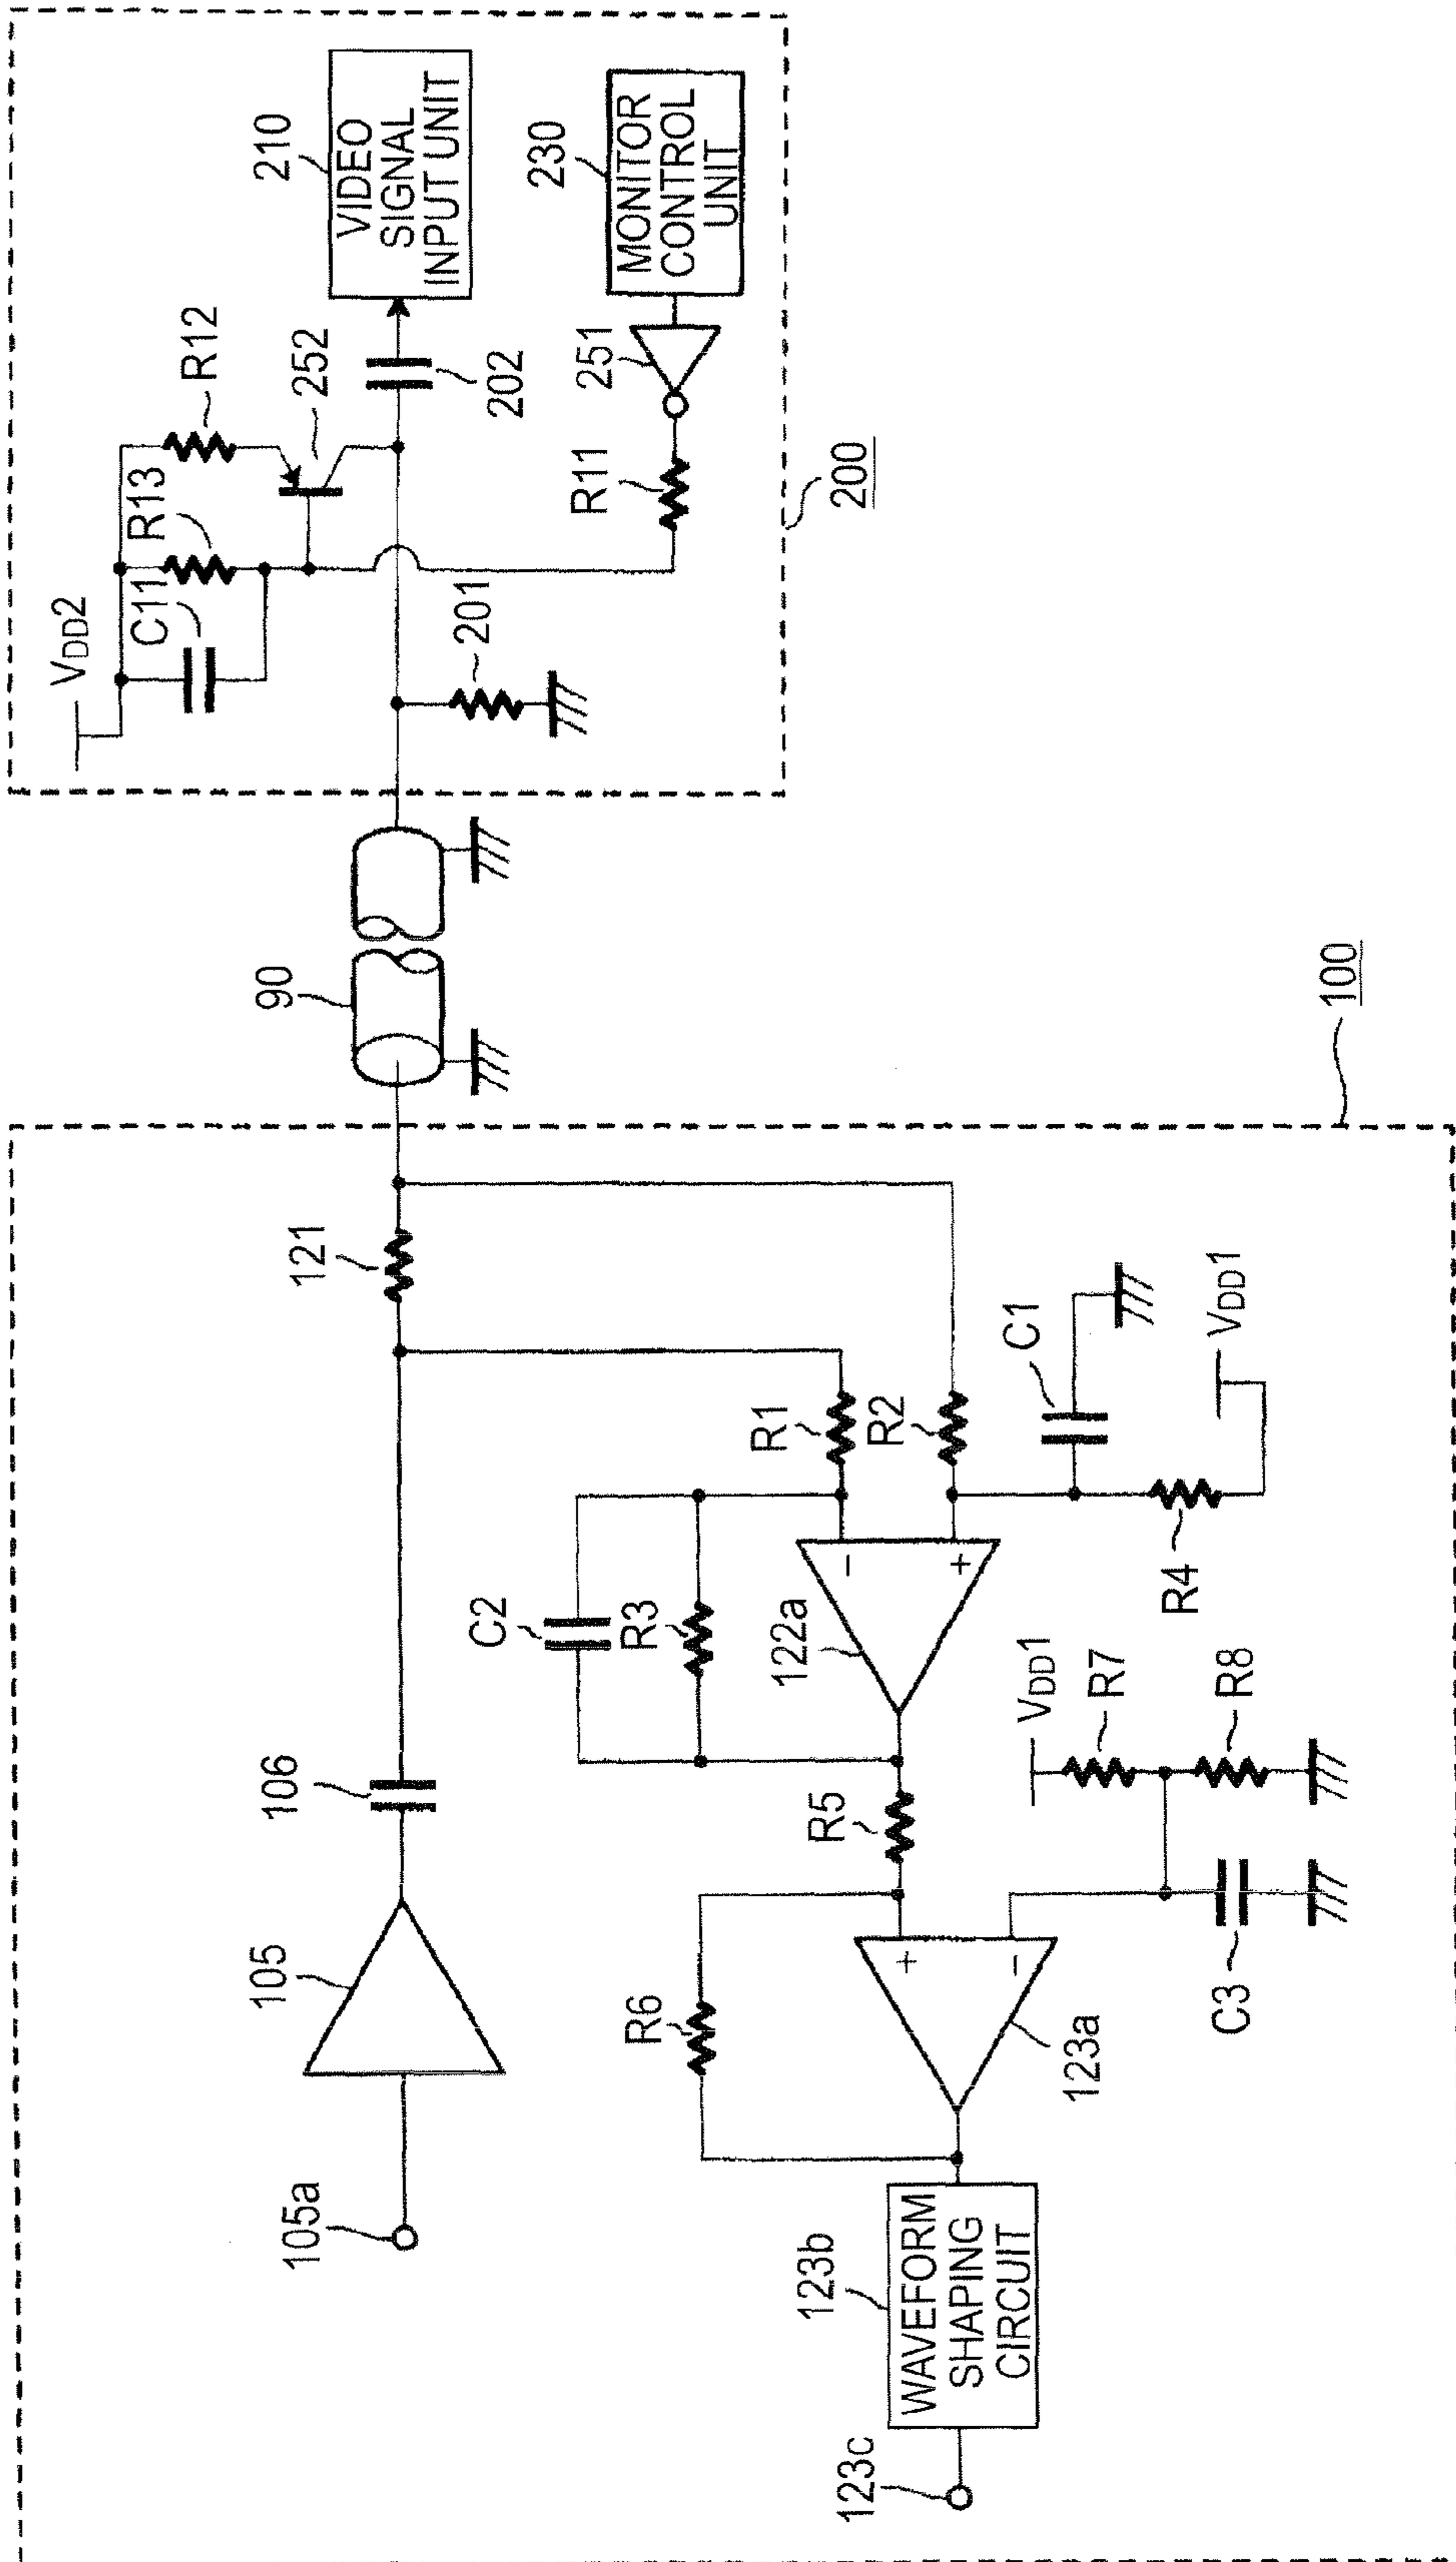 105a
105
106
121
90
VDD2
C11
R13
R12
252
202
210
VIDEO
SIGNAL
INPUT UNIT
201
R11
251
230
MONITOR
CONTROL
UNIT
200
C2
R3
R1
R2
122a
−
+
C1
R4
VDD1
R5
R6
+
−
123a
VDD1
R7
R8
C3
123b
WAVEFORM
SHAPING
CIRCUIT
123c
100